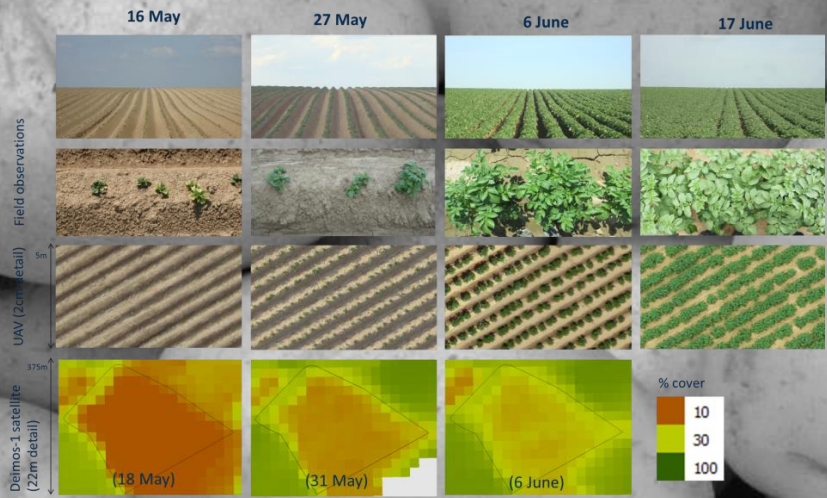 16 May
27 May
6 June
17 June
Field observations
5m
UAV (2cm detail)
375m
Deimos-1 satellite
(22m detail)
(18 May)
(31 May)
(6 June)
% cover
10
30
100